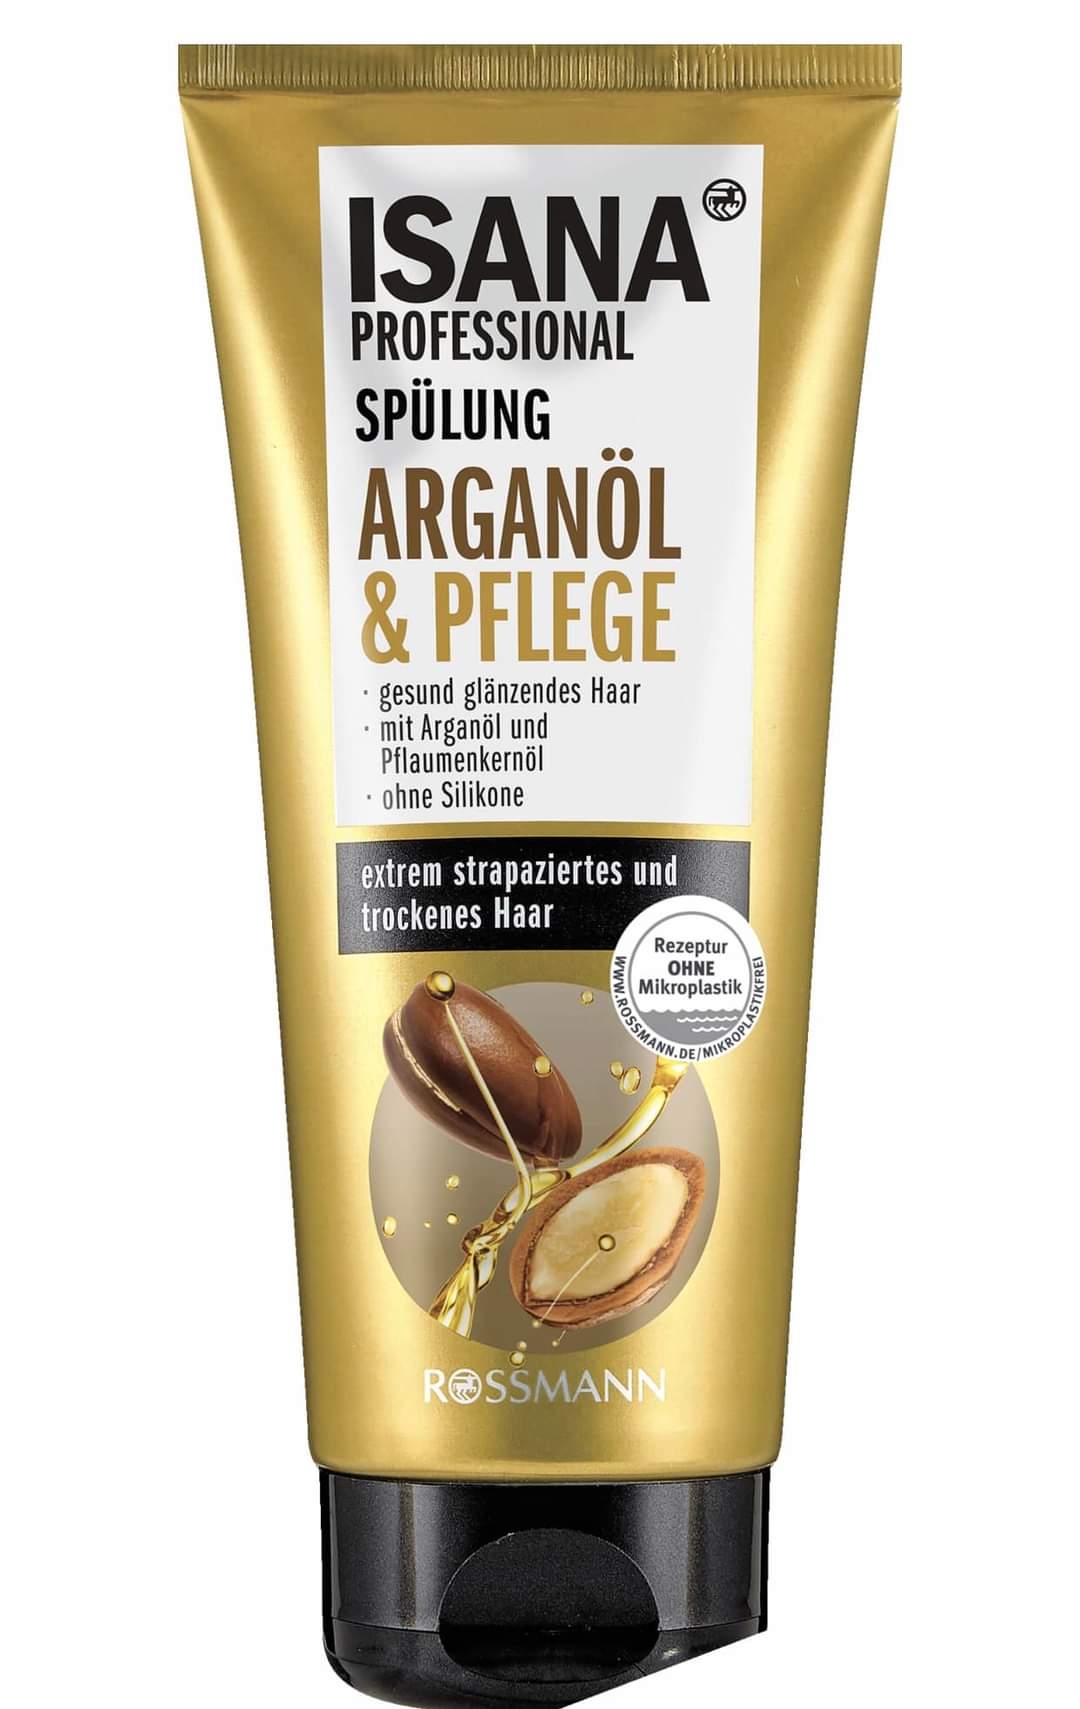 ISANA
PROFESSIONAL
SPÜLUNG
ARGANÖL
& PFLEGE
· gesund glänzendes Haar
· mit Arganöl und
Pflaumenkernöl
· ohne Silikone
extrem strapaziertes und
trockenes Haar
Rezeptur
OHNE
Mikroplastik
WWW.ROSSMANN.DE/MIKROPLASTIKFREI
ROSSMANN